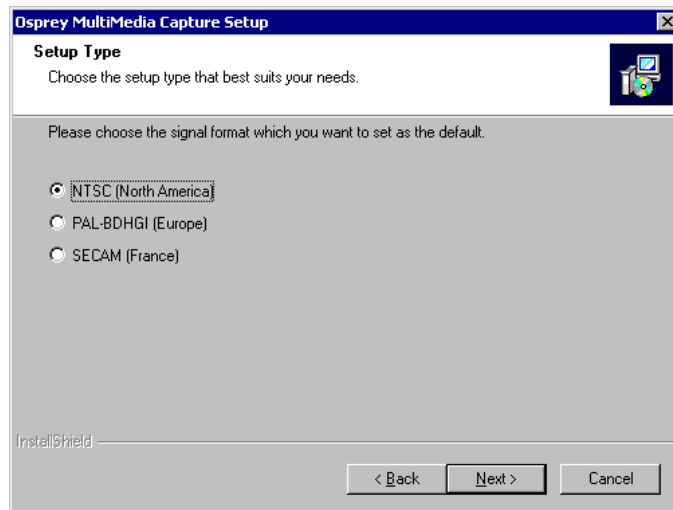 Osprey MultiMedia Capture Setup
Setup Type
Choose the setup type that best suits your needs.
Please choose the signal format which you want to set as the default.
NTSC (North America)
PAL-BDHGI (Europe)
SECAM (France)
InstallShield
< Back
Next >
Cancel